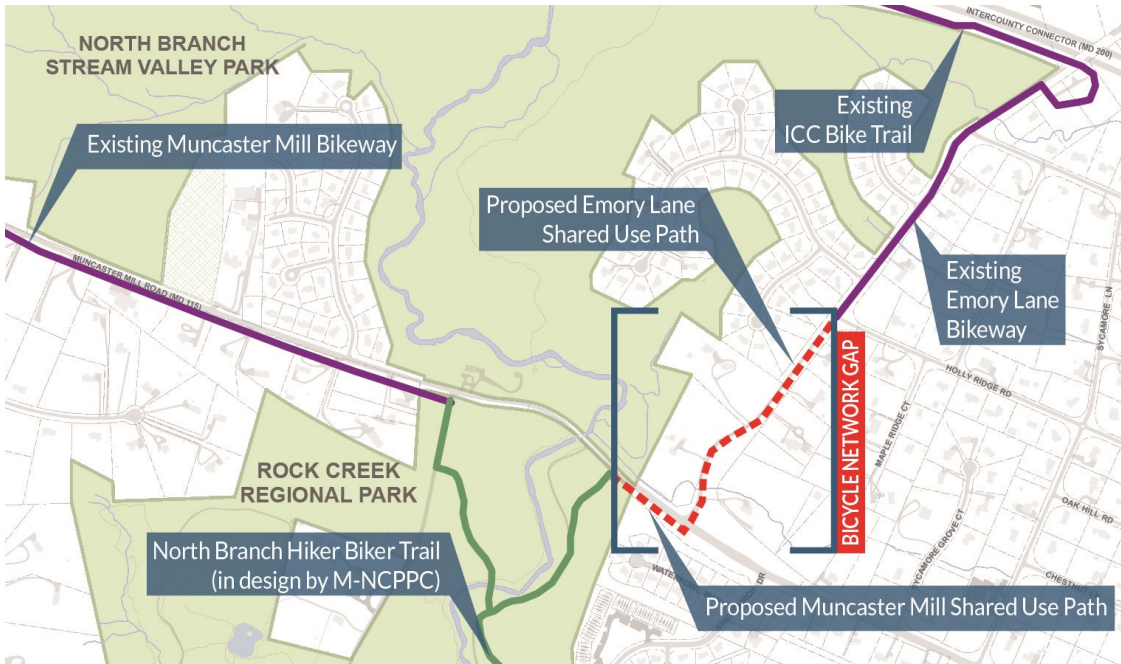 INTERCOUNTY CONNECTOR (MD 200)
NORTH BRANCH
STREAM VALLEY PARK
Existing
ICC Bike Trail
Existing Muncaster Mill Bikeway
Proposed Emory Lane
Shared Use Path
MUNCASTER MILL ROAD (MD 115)
Existing
Emory Lane
Bikeway
SYCAMORE LN
BICYCLE NETWORK GAP
HOLLY RIDGE RD
MAPLE RIDGE CT
ROCK CREEK
REGIONAL PARK
OAK HILL RD
SYCAMORE GROVE CT
North Branch Hiker Biker Trail
(in design by M-NCPPC)
Proposed Muncaster Mill Shared Use Path